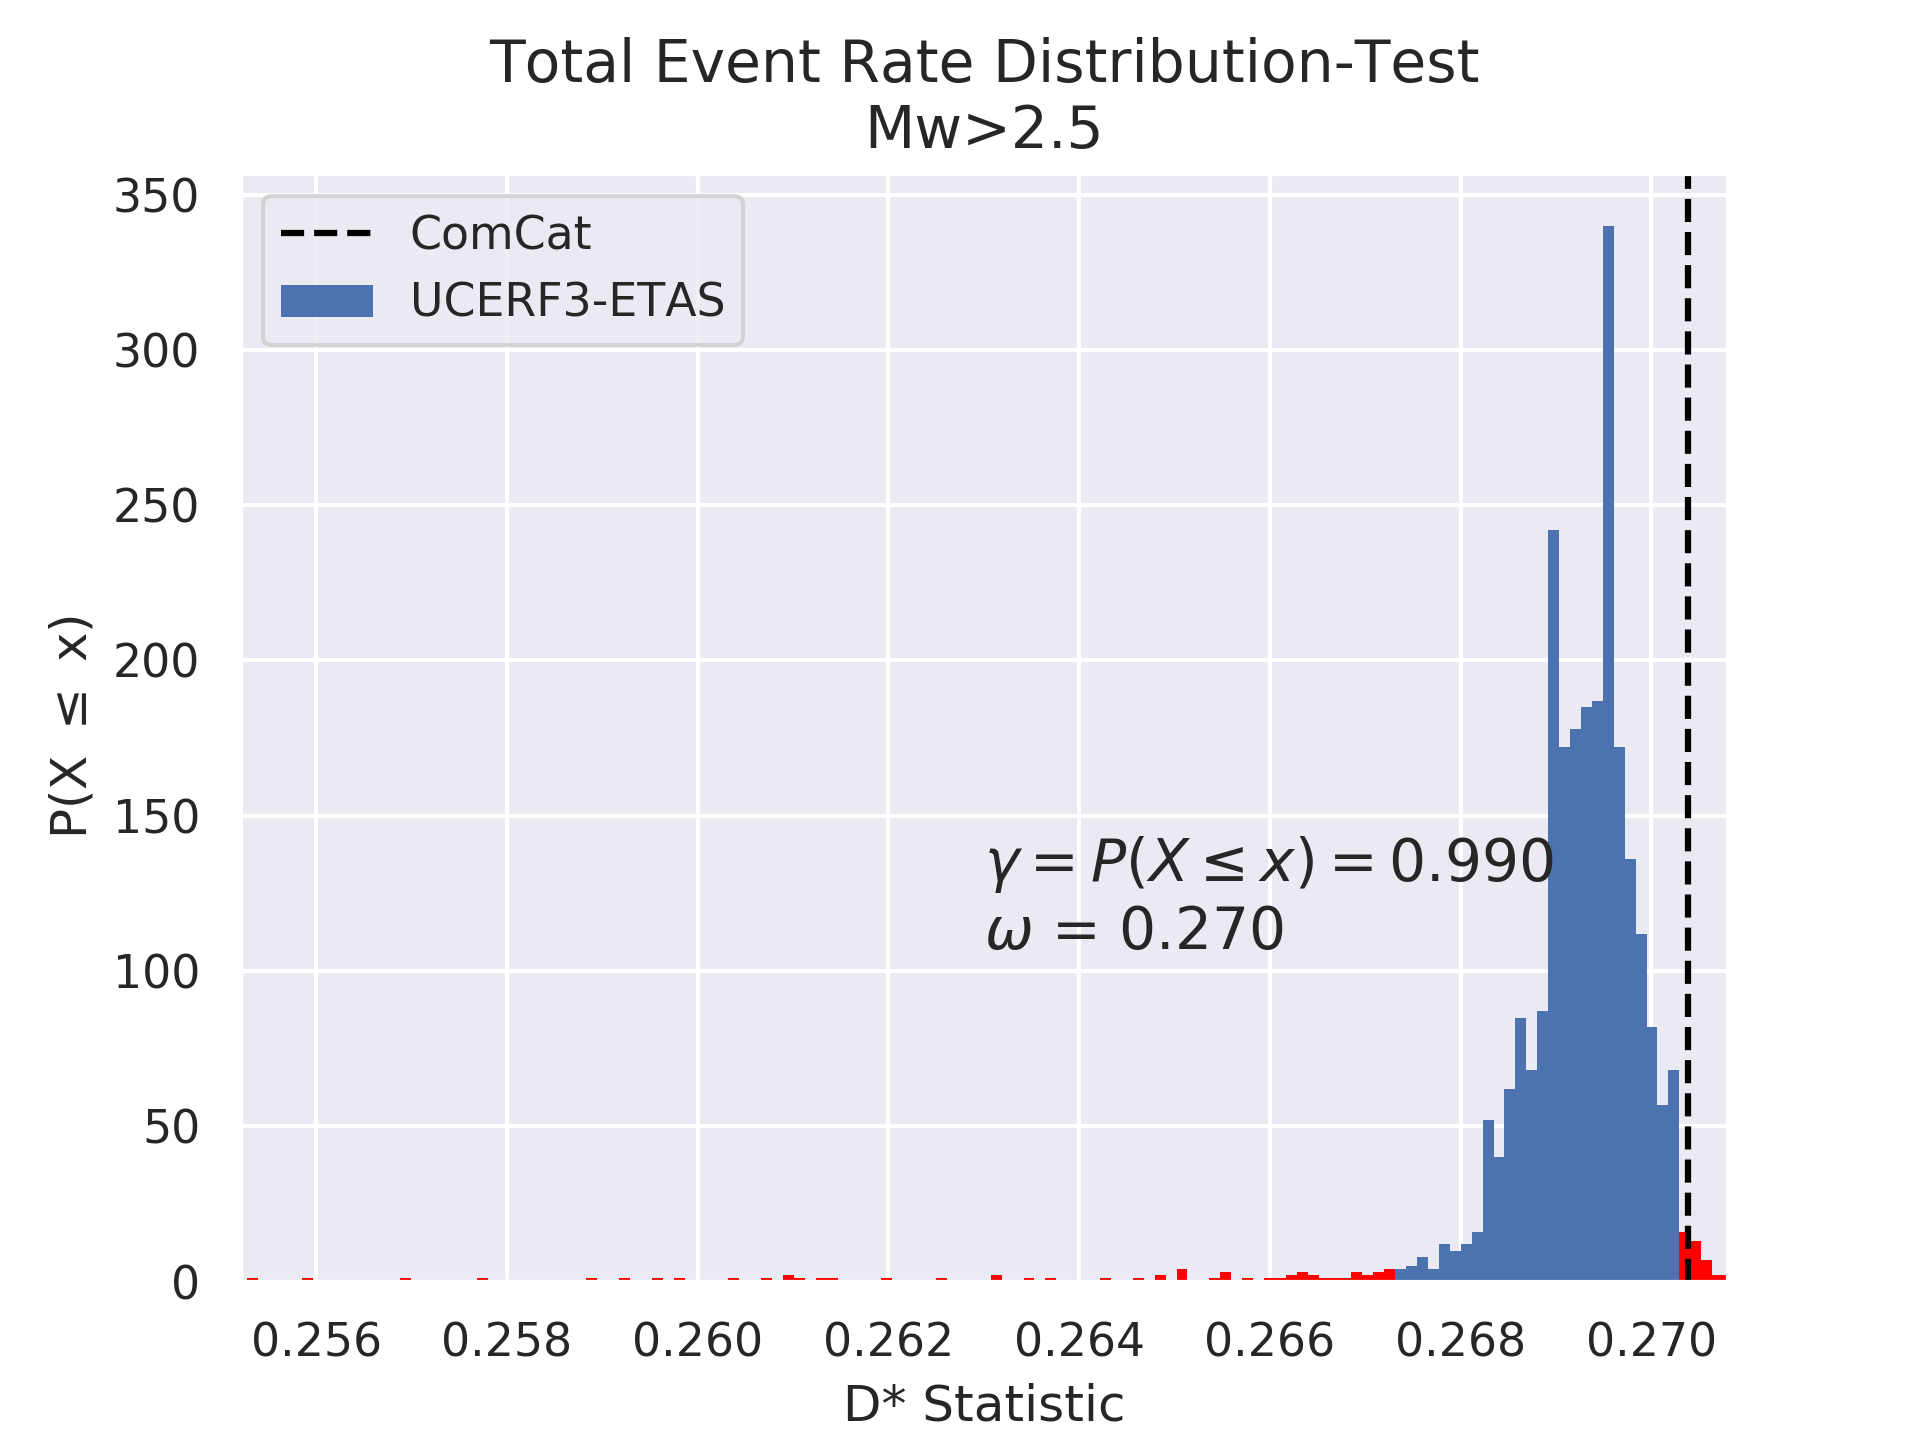 Total Event Rate Distribution-Test
Mw>2.5
350
300
250
200
150
100
50
0
P(X ≤ x)
ComCat
UCERF3-ETAS
γ = P(X ≤ x) = 0.990
ω = 0.270
0.256 0.258 0.260 0.262 0.264 0.266 0.268 0.270
D* Statistic